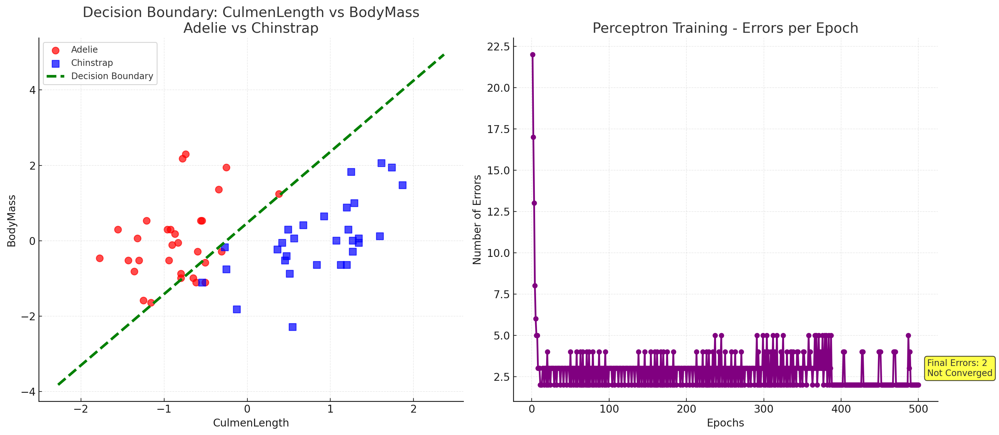 Decision Boundary: CulmenLength vs BodyMass
Adelie vs Chinstrap
Adelie
Chinstrap
Decision Boundary
4
2
0
−2
−4
BodyMass
−2
−1
0
1
2
CulmenLength
Perceptron Training - Errors per Epoch
22.5
20.0
17.5
15.0
12.5
10.0
7.5
5.0
2.5
Number of Errors
Final Errors: 2
Not Converged
0
100
200
300
400
500
Epochs